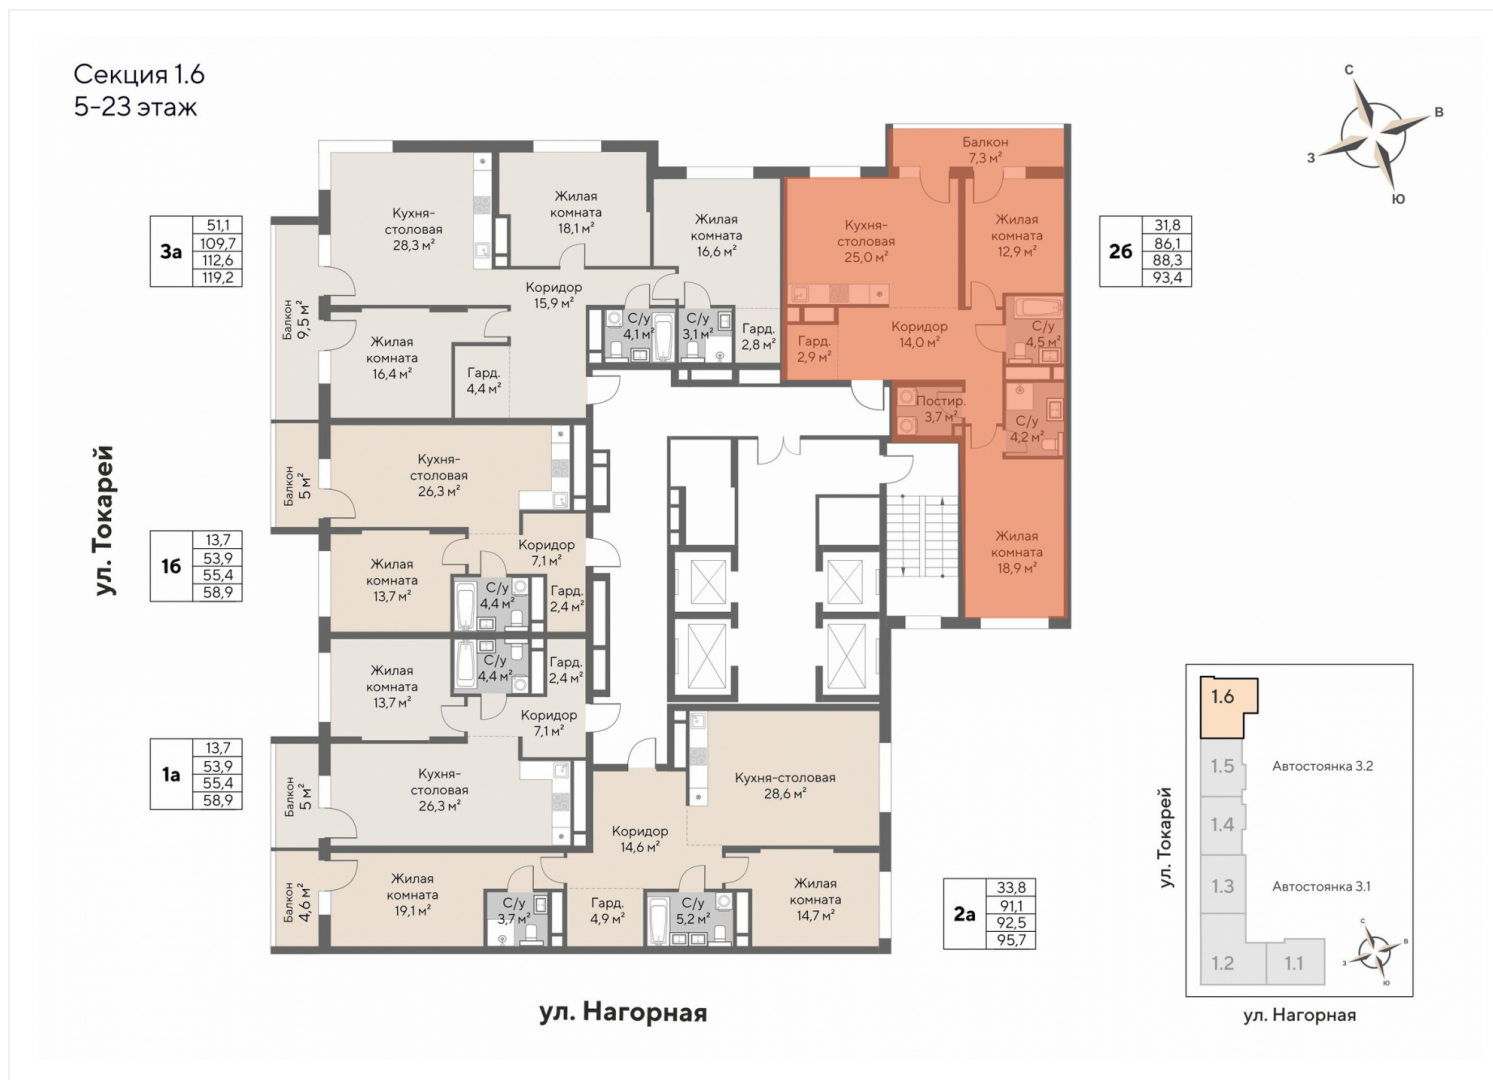 Секция 1.6
5-23 этаж
С
В
З
Ю
3а
51,1
109,7
112,6
119,2
Кухня-
столовая
28,3 м²
Жилая
комната
18,1 м²
Жилая
комната
16,6 м²
Коридор
15,9 м²
Балкон
9,5 м²
Жилая
комната
16,4 м²
Гард.
4,4 м²
С/у
4,1 м²
С/у
3,1 м²
Гард.
2,8 м²
Балкон
7,3 м²
Кухня-
столовая
25,0 м²
Жилая
комната
12,9 м²
Коридор
14,0 м²
Гард.
2,9 м²
С/у
4,5 м²
Постир.
3,7 м²
С/у
4,2 м²
Жилая
комната
18,9 м²
2б
31,8
86,1
88,3
93,4
ул. Токарей
Балкон
5 м²
Кухня-
столовая
26,3 м²
1б
13,7
53,9
55,4
58,9
Жилая
комната
13,7 м²
Коридор
7,1 м²
С/у
4,4 м²
Гард.
2,4 м²
Жилая
комната
13,7 м²
С/у
4,4 м²
Гард.
2,4 м²
Коридор
7,1 м²
1а
13,7
53,9
55,4
58,9
Балкон
5 м²
Кухня-
столовая
26,3 м²
Кухня-столовая
28,6 м²
Коридор
14,6 м²
Балкон
4,6 м²
Жилая
комната
19,1 м²
С/у
3,7 м²
Гард.
4,9 м²
С/у
5,2 м²
Жилая
комната
14,7 м²
2а
33,8
91,1
92,5
95,7
ул. Нагорная
1.6
1.5
Автостоянка 3.2
1.4
ул. Токарей
1.3
Автостоянка 3.1
1.2
1.1
С
В
З
Ю
ул. Нагорная